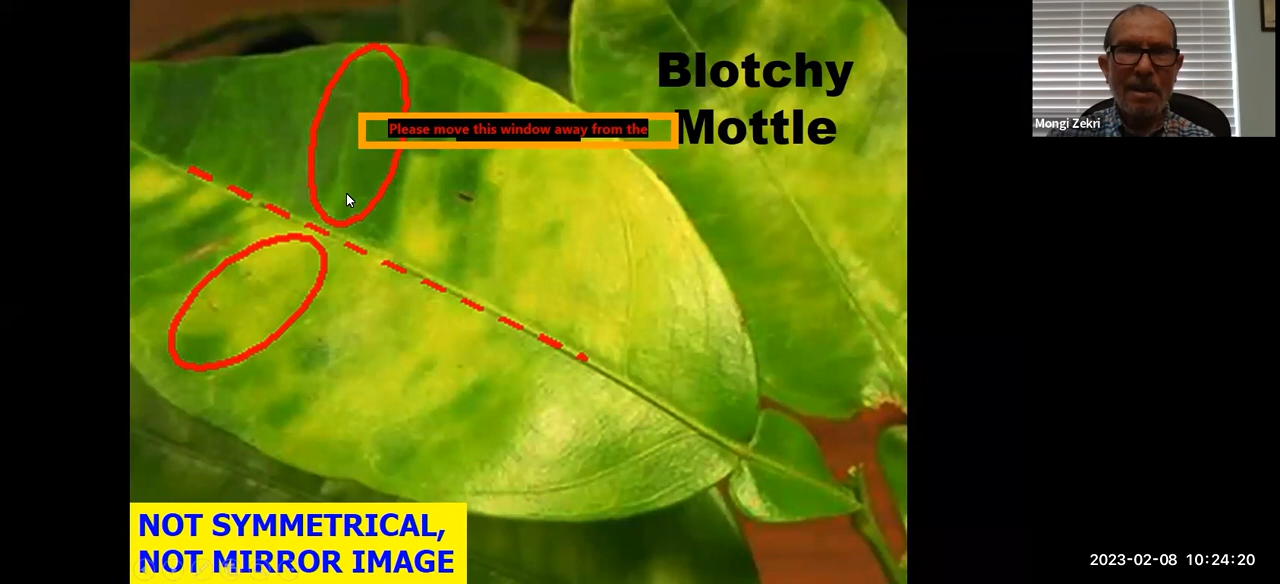 Blotchy
Mottle
Please move this window away from the
Mongi Zekri
NOT SYMMETRICAL,
NOT MIRROR IMAGE
2023-02-08 10:24:20